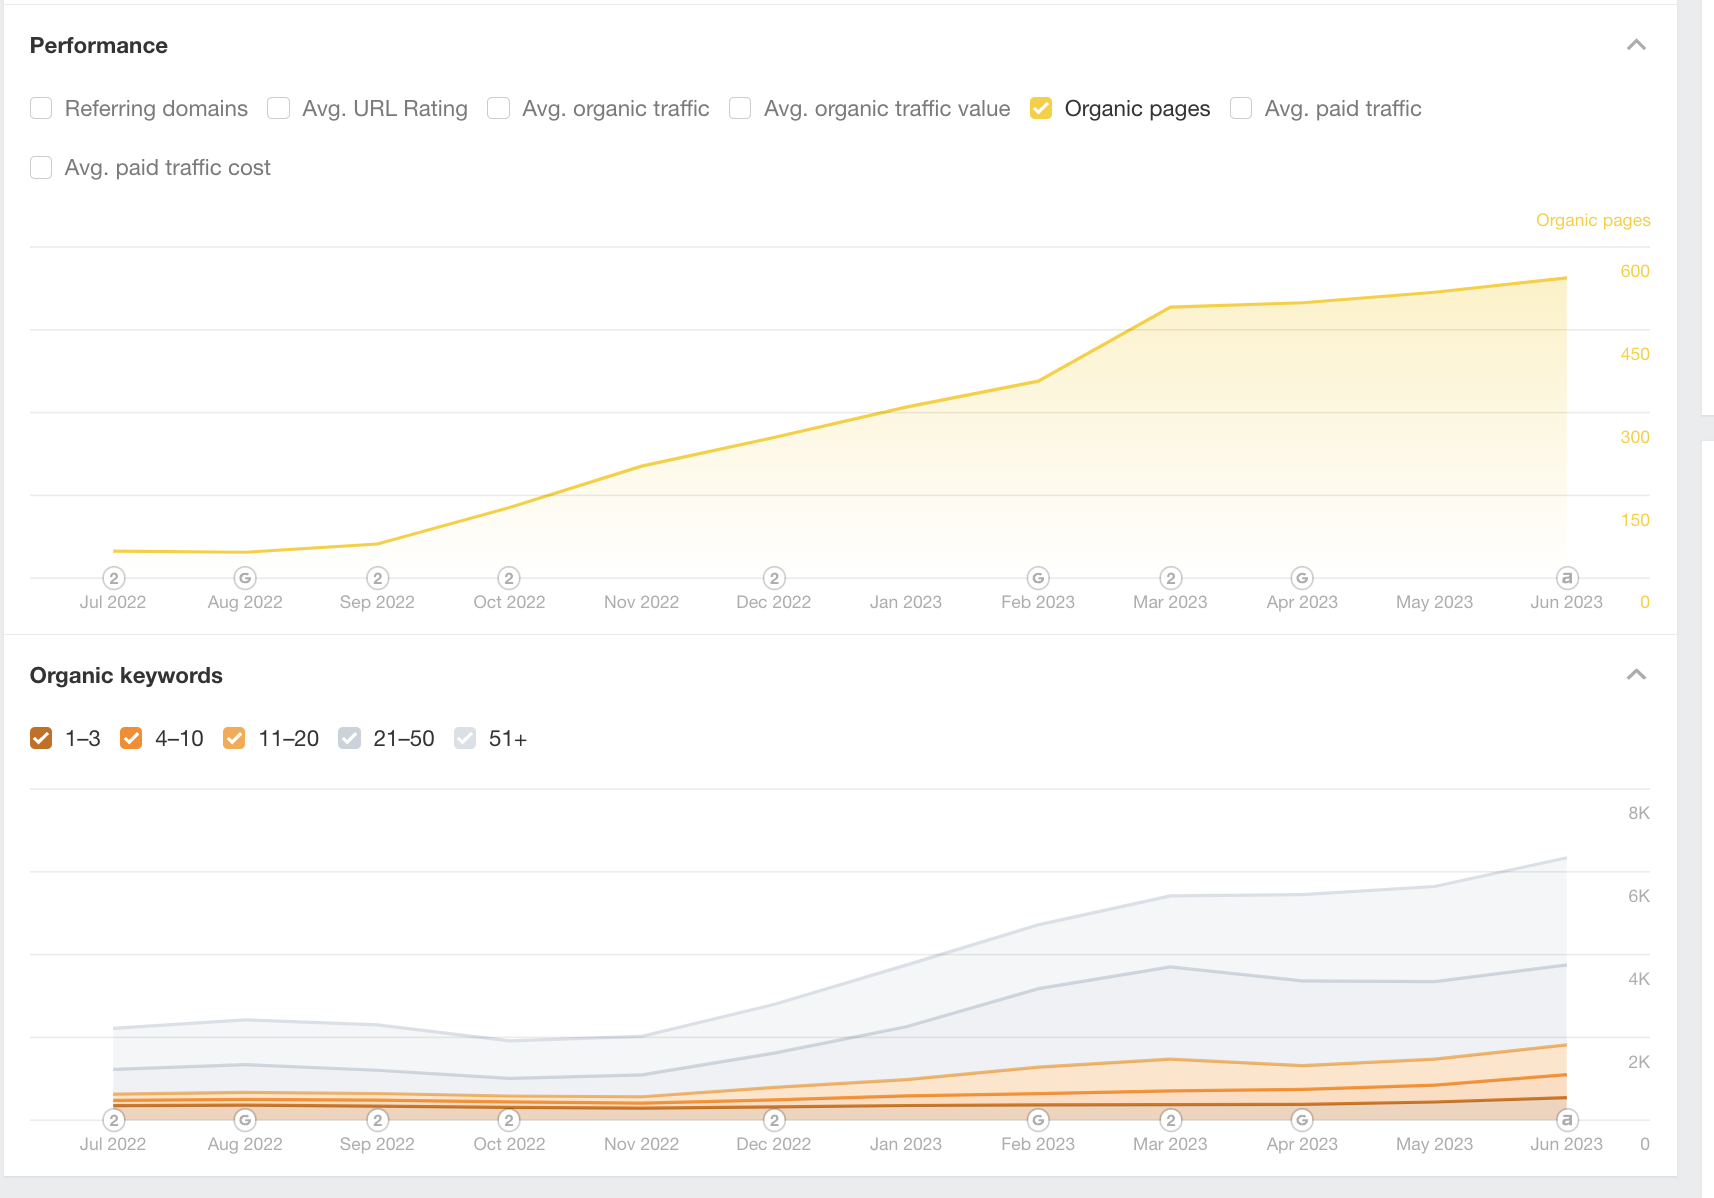 Performance
Referring domains Avg. URL Rating Avg. organic traffic Avg. organic traffic value Organic pages Avg. paid traffic
Avg. paid traffic cost
Organic pages
600
450
300
150
2 G 2 2 2 G 2 G a
Jul 2022 Aug 2022 Sep 2022 Oct 2022 Nov 2022 Dec 2022 Jan 2023 Feb 2023 Mar 2023 Apr 2023 May 2023 Jun 2023 0
Organic keywords
1–3 4–10 11–20 21–50 51+
8K
6K
4K
2K
2 G 2 2 2 G 2 G a
Jul 2022 Aug 2022 Sep 2022 Oct 2022 Nov 2022 Dec 2022 Jan 2023 Feb 2023 Mar 2023 Apr 2023 May 2023 Jun 2023 0